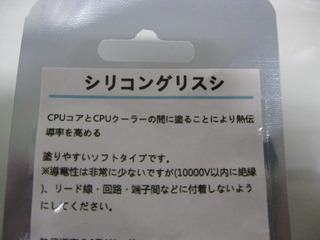 シリコングリスシ
CPUコアとCPUクーラーの間に塗ることにより熱伝
導率を高める
塗りやすいソフトタイプです。
※導電性は非常に少ないですが(10000V以内に絶縁
)、リード線・回路・端子間などに付着しないよう
にしてください。